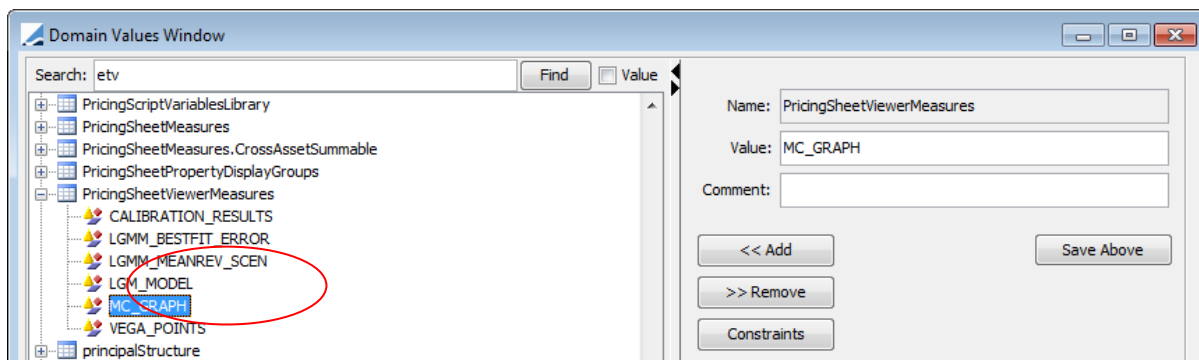 Domain Values Window
Search: etv Find Value
PricingScriptVariablesLibrary
PricingSheetMeasures
PricingSheetMeasures.CrossAssetSummable
PricingSheetPropertyDisplayGroups
PricingSheetViewerMeasures
CALIBRATION_RESULTS
LGMM_BESTFIT_ERROR
LGMM_MEANREV_SCEN
LGM_MODEL
MC_GRAPH
VEGA_POINTS
principalStructure
Name: PricingSheetViewerMeasures
Value: MC_GRAPH
Comment:
<< Add Save Above
>> Remove
Constraints